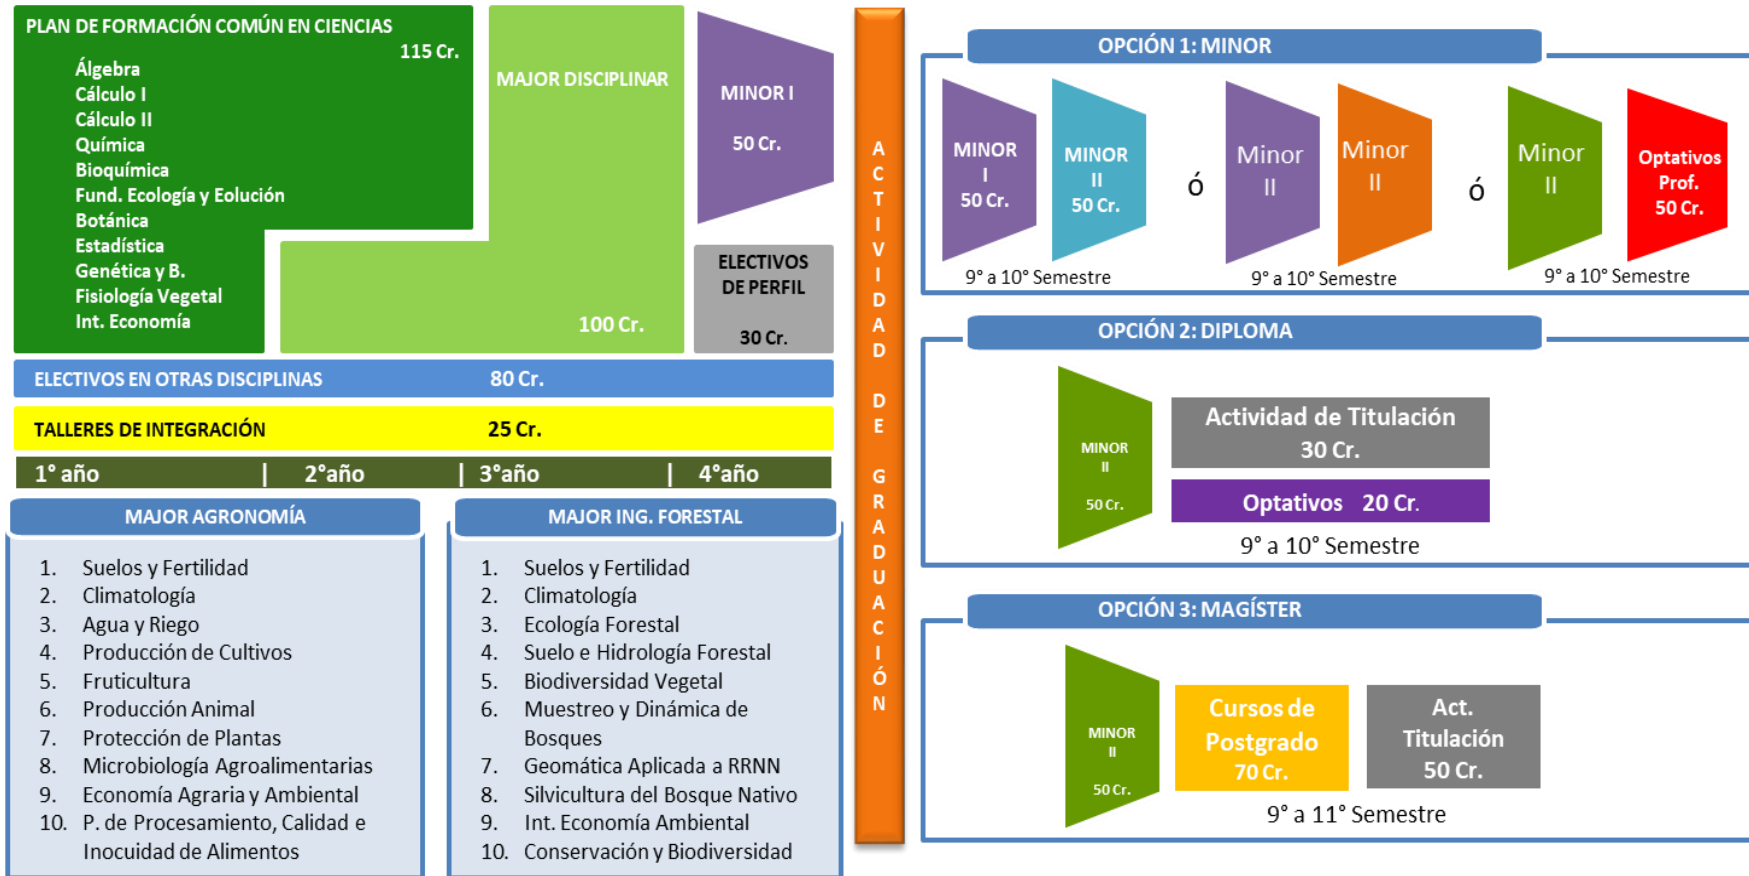 PLAN DE FORMACIÓN COMÚN EN CIENCIAS
115 Cr.
Álgebra
Cálculo I
Cálculo II
Química
Bioquímica
Fund. Ecología y Eolución
Botánica
Estadística
Genética y B.
Fisiología Vegetal
Int. Economía
MAJOR DISCIPLINAR
100 Cr.
MINOR I
50 Cr.
ELECTIVOS
DE PERFIL
30 Cr.
ELECTIVOS EN OTRAS DISCIPLINAS 80 Cr.
TALLERES DE INTEGRACIÓN 25 Cr.
1° año | 2°año | 3°año | 4°año
MAJOR AGRONOMÍA
1. Suelos y Fertilidad
2. Climatología
3. Agua y Riego
4. Producción de Cultivos
5. Fruticultura
6. Producción Animal
7. Protección de Plantas
8. Microbiología Agroalimentarias
9. Economía Agraria y Ambiental
10. P. de Procesamiento, Calidad e
Inocuidad de Alimentos
MAJOR ING. FORESTAL
1. Suelos y Fertilidad
2. Climatología
3. Ecología Forestal
4. Suelo e Hidrología Forestal
5. Biodiversidad Vegetal
6. Muestreo y Dinámica de
Bosques
7. Geomática Aplicada a RRNN
8. Silvicultura del Bosque Nativo
9. Int. Economía Ambiental
10. Conservación y Biodiversidad
ACTIVIDAD DE GRADUACIÓN
OPCIÓN 1: MINOR
MINOR
I
50 Cr.
MINOR
II
50 Cr.
9° a 10° Semestre
ó
Minor
II
Minor
II
9° a 10° Semestre
ó
Minor
II
Optativos
Prof.
50 Cr.
9° a 10° Semestre
OPCIÓN 2: DIPLOMA
MINOR
II
50 Cr.
Actividad de Titulación
30 Cr.
Optativos 20 Cr.
9° a 10° Semestre
OPCIÓN 3: MAGÍSTER
MINOR
II
50 Cr.
Cursos de
Postgrado
70 Cr.
Act.
Titulación
50 Cr.
9° a 11° Semestre